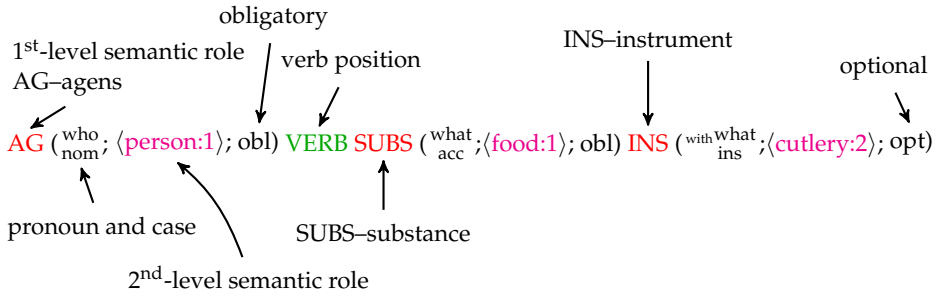 obligatory
1st-level semantic role
AG–agens
verb position
INS–instrument
optional
AG (who nom; ⟨person:1⟩; obl) VERB SUBS (what acc;⟨food:1⟩; obl) INS (with what ins;⟨cutlery:2⟩; opt)
pronoun and case
SUBS–substance
2nd-level semantic role